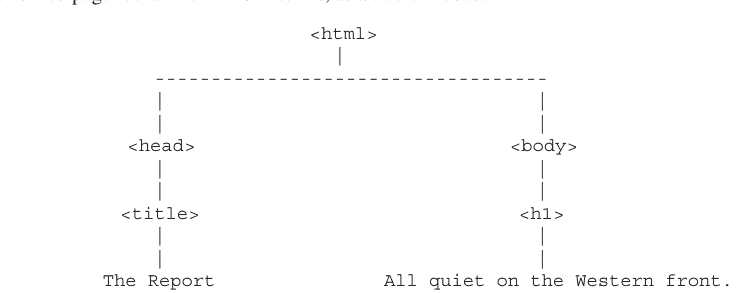 <html>
|
-----------------------------------
| |
| |
<head> <body>
| |
| |
<title> <h1>
| |
| |
The Report All quiet on the Western front.